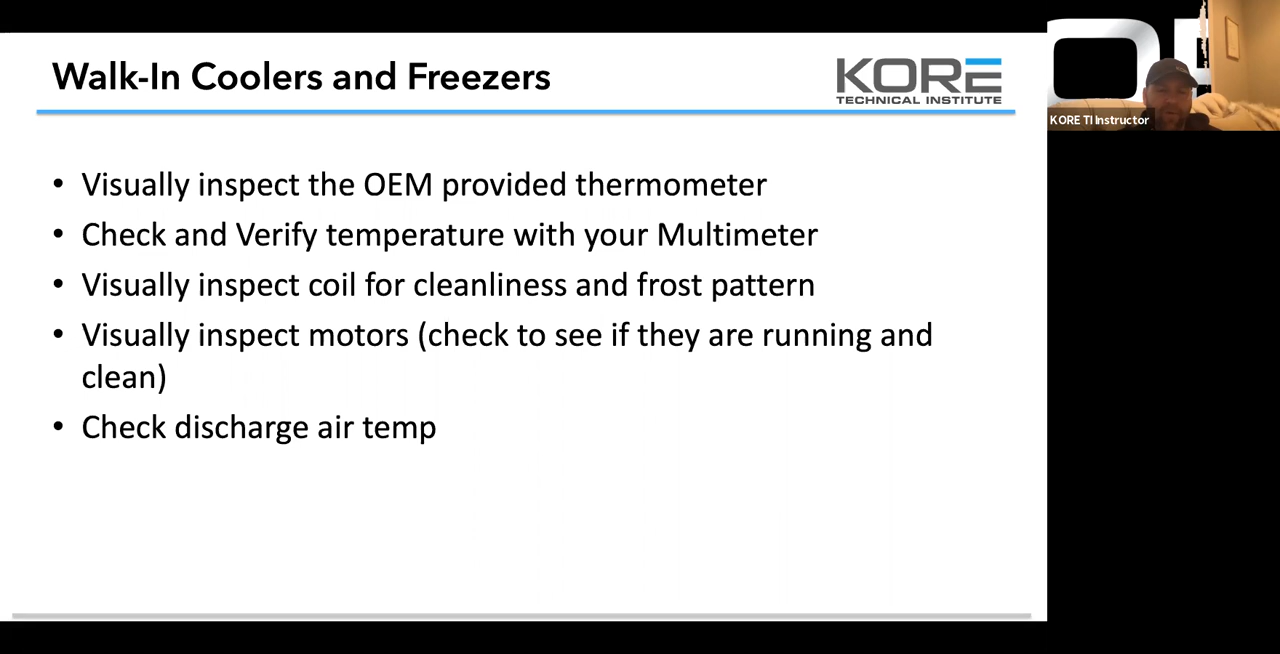 Walk-In Coolers and Freezers
KORE
TECHNICAL INSTITUTE
KORE TI Instructor
• Visually inspect the OEM provided thermometer
• Check and Verify temperature with your Multimeter
• Visually inspect coil for cleanliness and frost pattern
• Visually inspect motors (check to see if they are running and
clean)
• Check discharge air temp